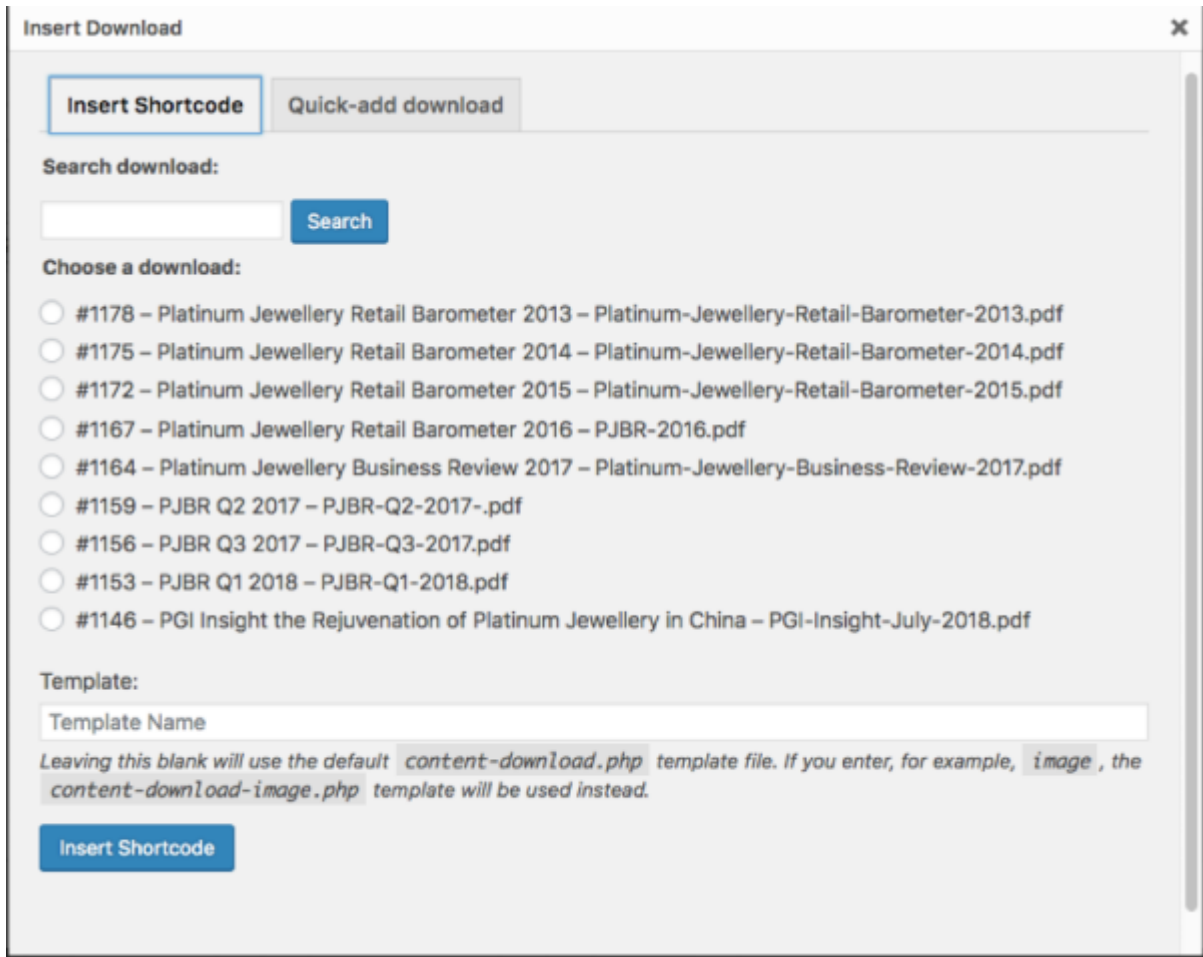 Insert Download
Insert Shortcode Quick-add download
Search download:
Search
Choose a download:
#1178 – Platinum Jewellery Retail Barometer 2013 – Platinum-Jewellery-Retail-Barometer-2013.pdf
#1175 – Platinum Jewellery Retail Barometer 2014 – Platinum-Jewellery-Retail-Barometer-2014.pdf
#1172 – Platinum Jewellery Retail Barometer 2015 – Platinum-Jewellery-Retail-Barometer-2015.pdf
#1167 – Platinum Jewellery Retail Barometer 2016 – PJBR-2016.pdf
#1164 – Platinum Jewellery Business Review 2017 – Platinum-Jewellery-Business-Review-2017.pdf
#1159 – PJBR Q2 2017 – PJBR-Q2-2017-.pdf
#1156 – PJBR Q3 2017 – PJBR-Q3-2017.pdf
#1153 – PJBR Q1 2018 – PJBR-Q1-2018.pdf
#1146 – PGI Insight the Rejuvenation of Platinum Jewellery in China – PGI-Insight-July-2018.pdf
Template:
Template Name
Leaving this blank will use the default content-download.php template file. If you enter, for example, image , the
content-download-image.php template will be used instead.
Insert Shortcode